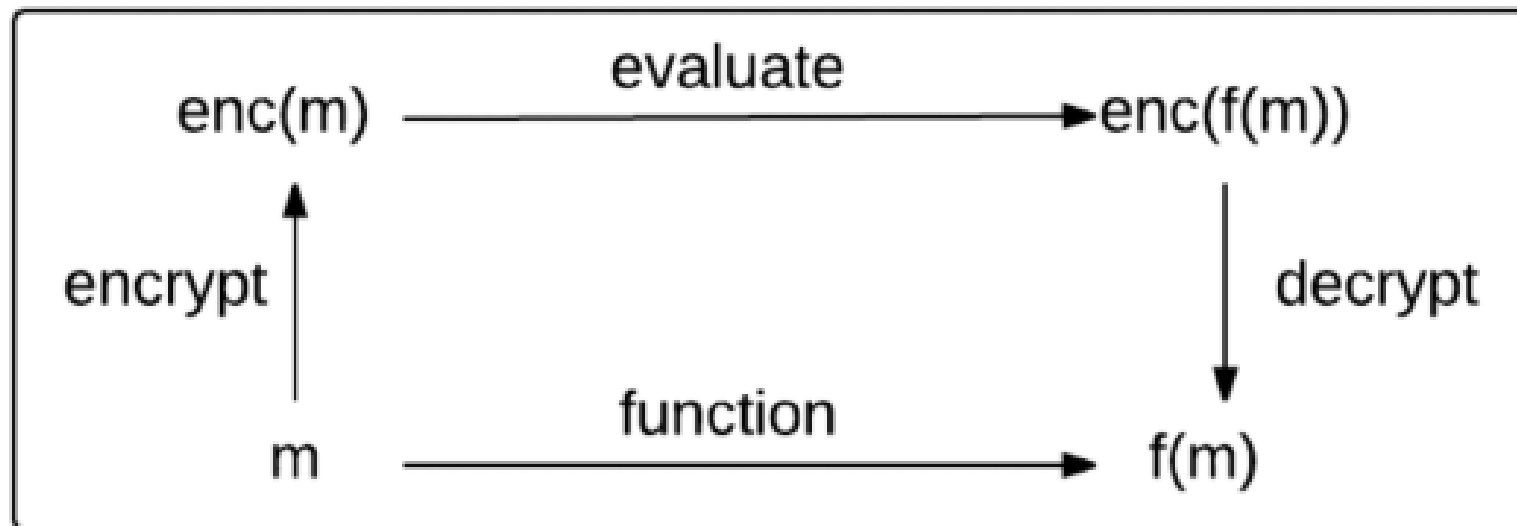 evaluate
enc(m)
enc(f(m))
encrypt
decrypt
function
m
f(m)